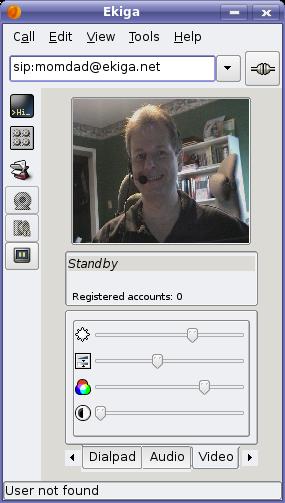 Ekiga
Call Edit View Tools Help
sip:momdad@ekiga.net
>Hi_
Standby
Registered accounts: 0
Dialpad Audio Video
User not found